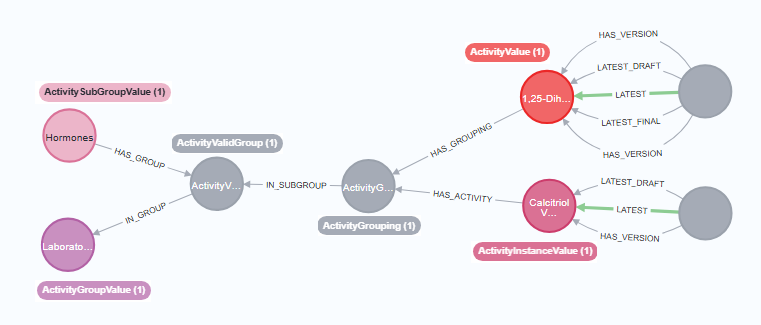 HAS_VERSION
ActivityValue (1)
LATEST_DRAFT
ActivitySubGroupValue (1)
1,25-Dih...
LATEST
LATEST_FINAL
Hormones
HAS_GROUPING
ActivityValidGroup (1)
HAS_VERSION
HAS_GROUP
ActivityV...
IN_SUBGROUP
ActivityG...
LATEST_DRAFT
HAS_ACTIVITY
Calcitriol
V...
LATEST
IN_GROUP
ActivityGrouping (1)
HAS_VERSION
Laborato...
ActivityInstanceValue (1)
ActivityGroupValue (1)